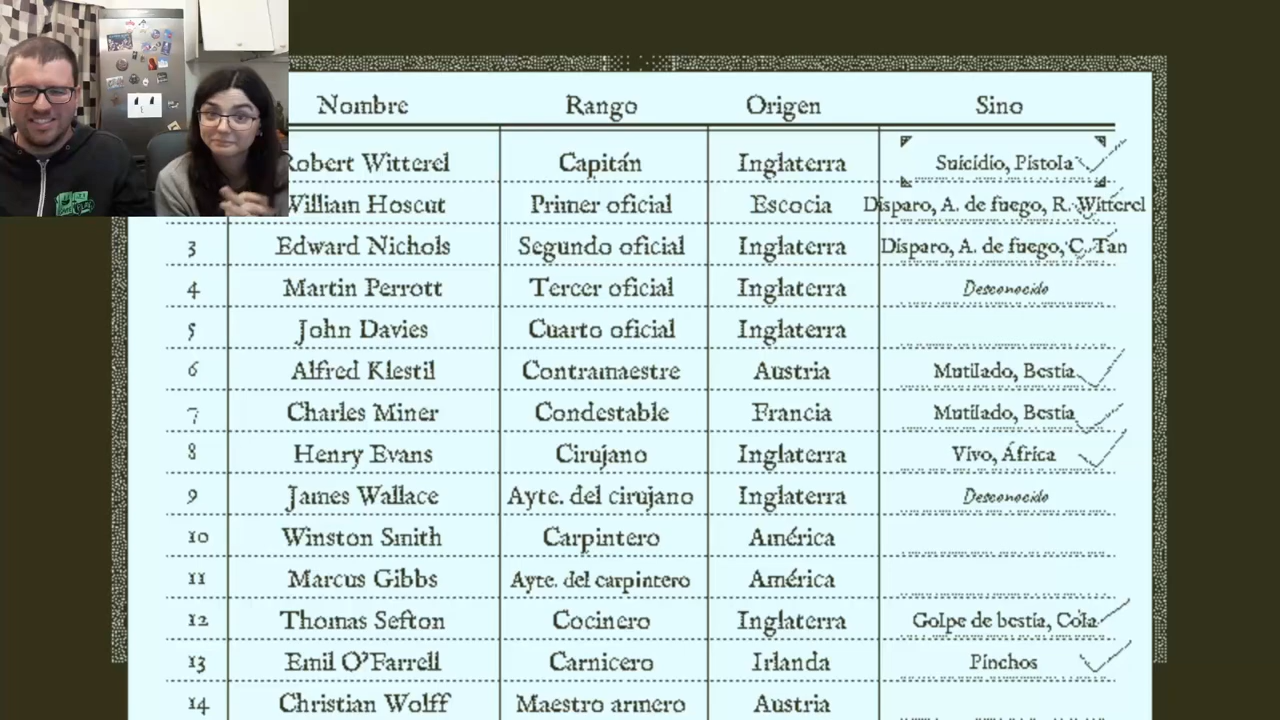 Nombre Rango Origen Sino
Robert Witterel Capitán Inglaterra Suicidio, Pistola
William Hoscut Primer oficial Escocia Disparo, A. de fuego, R. Witterel
3 Edward Nichols Segundo oficial Inglaterra Disparo, A. de fuego, C. Tan
4 Martin Perrott Tercer oficial Inglaterra Desconocido
5 John Davies Cuarto oficial Inglaterra
6 Alfred Klestil Contramaestre Austria Mutilado, Bestia
7 Charles Miner Condestable Francia Mutilado, Bestia
8 Henry Evans Cirujano Inglaterra Vivo, África
9 James Wallace Ayte. del cirujano Inglaterra Desconocido
10 Winston Smith Carpintero América
11 Marcus Gibbs Ayte. del carpintero América
12 Thomas Sefton Cocinero Inglaterra Golpe de bestia, Cola
13 Emil O'Farrell Carnicero Irlanda Pinchos
14 Christian Wolff Maestro armero Austria